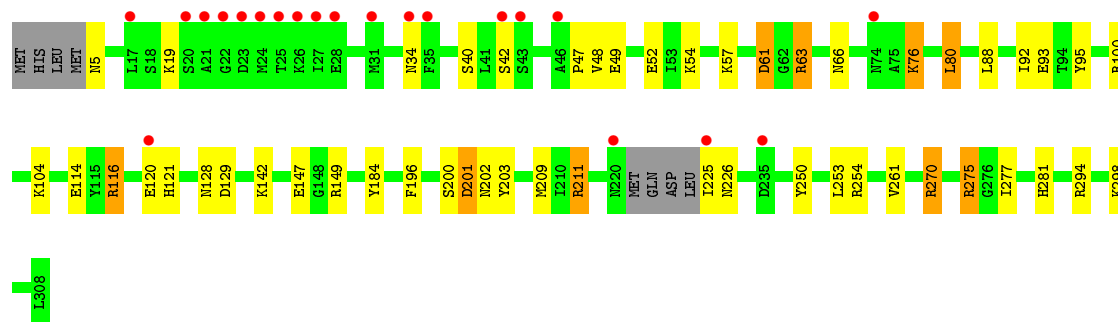 MET HIS LEU MET N5 L17 S18 K19 S20 A21 G22 D23 M24 T25 K26 I27 E28 M31 N34 F35 S40 L41 S42 S43 A46 P47 V48 E49 E52 I53 K54 K57 D61 G62 R63 N66 N74 A75 K76 L80 L88 I92 E93 T94 Y95 R100
K104 E114 Y115 R116 E120 H121 N128 D129 K142 E147 G148 R149 Y184 F196 S200 D201 N202 Y203 M209 I210 R211 N220 MET GLN ASP LEU I225 N226 D235 Y250 L253 R254 V261 R270 R275 G276 I277 H281 R294
L308